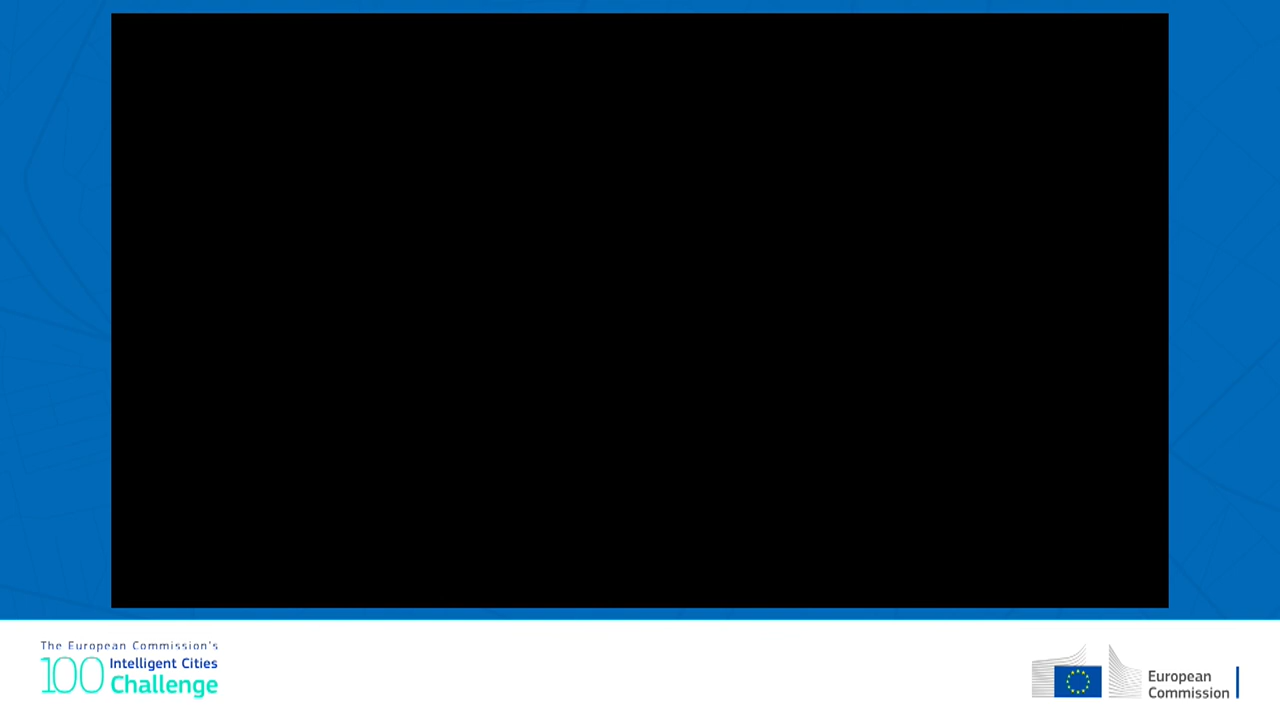 The European Commission's
100 Intelligent Cities
Challenge
European
Commission